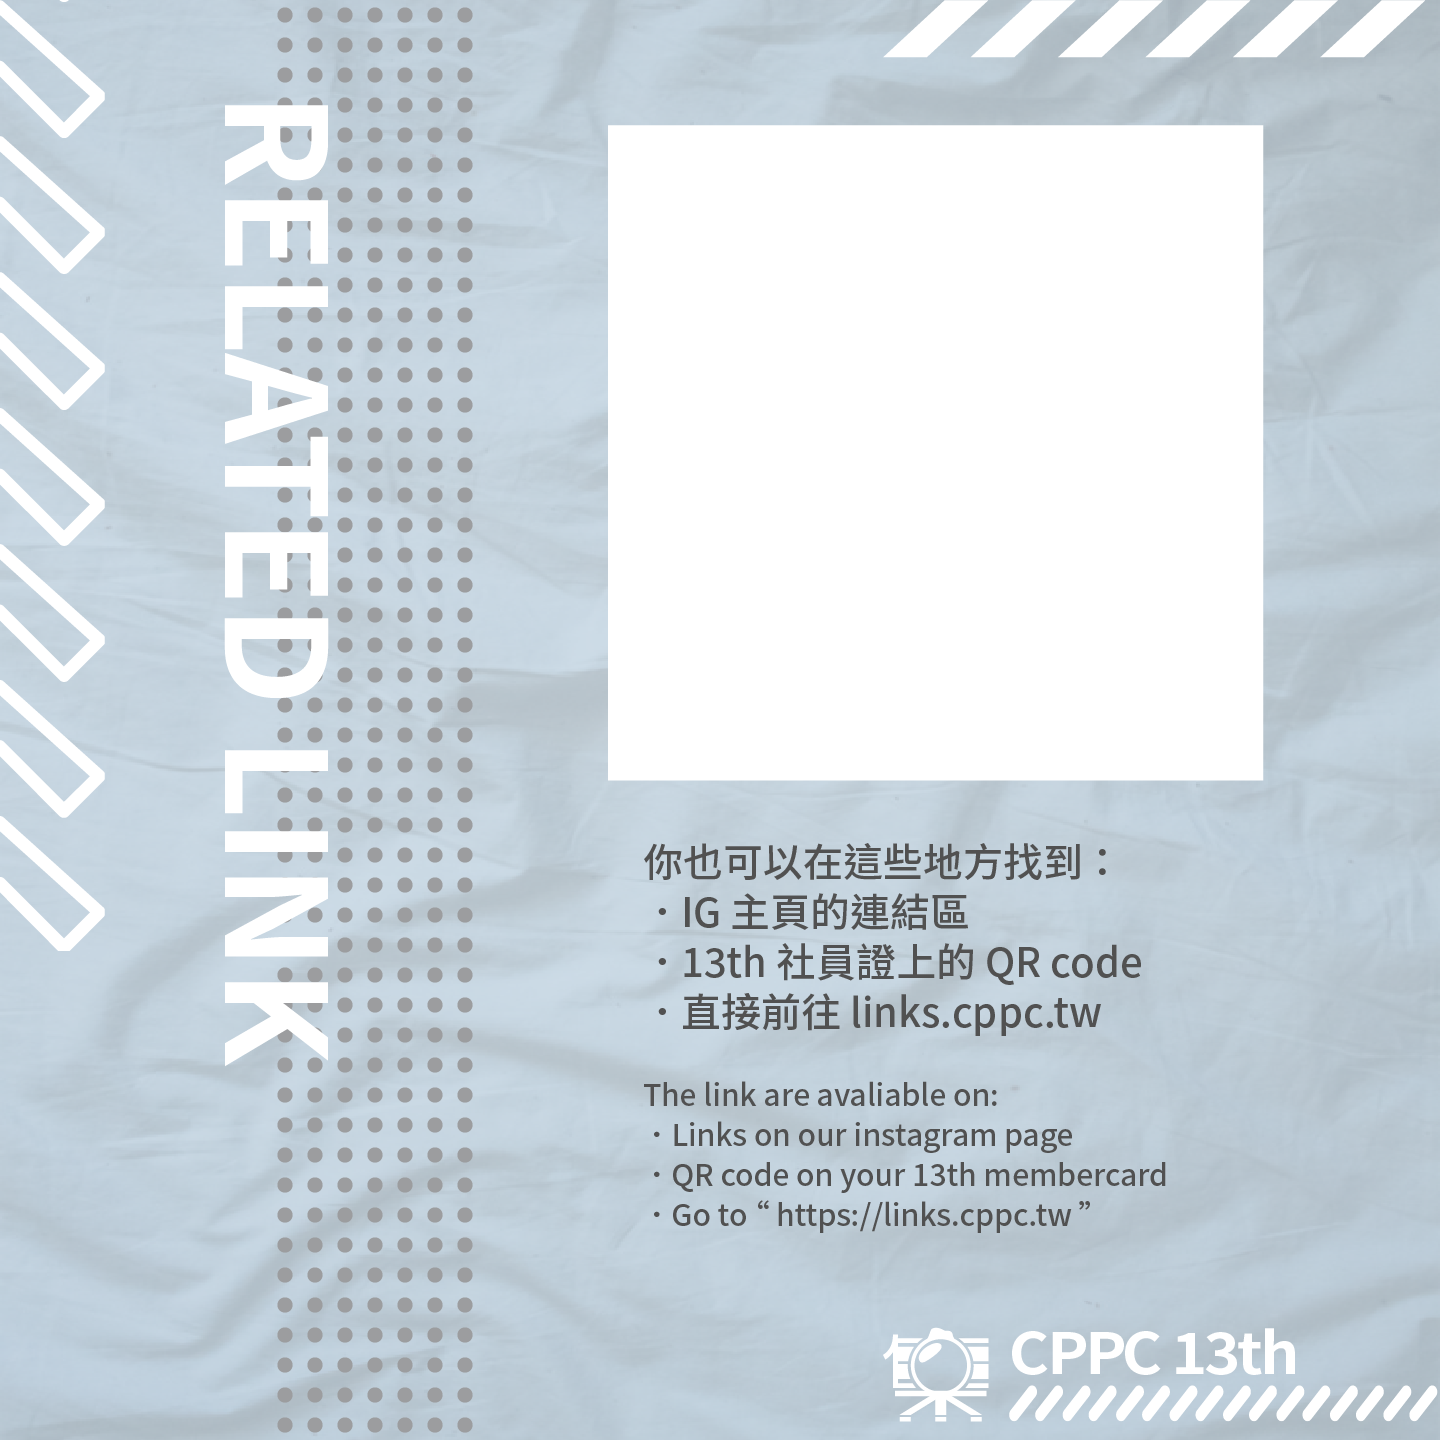 RELATED LINK
你也可以在這些地方找到：
・IG 主頁的連結區
・13th 社員證上的 QR code
・直接前往 links.cppc.tw
The link are avaliable on:
・Links on our instagram page
・QR code on your 13th membercard
・Go to “ https://links.cppc.tw ”
CPPC 13th